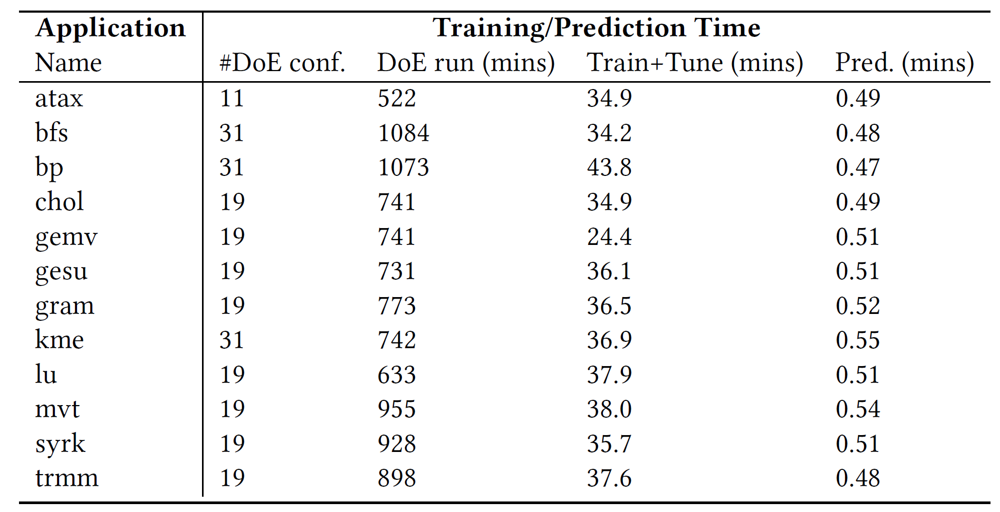 Application Training/Prediction Time
Name #DoE conf. DoE run (mins) Train+Tune (mins) Pred. (mins)
atax 11 522 34.9 0.49
bfs 31 1084 34.2 0.48
bp 31 1073 43.8 0.47
chol 19 741 34.9 0.49
gemv 19 741 24.4 0.51
gesu 19 731 36.1 0.51
gram 19 773 36.5 0.52
kme 31 742 36.9 0.55
lu 19 633 37.9 0.51
mvt 19 955 38.0 0.54
syrk 19 928 35.7 0.51
trmm 19 898 37.6 0.48